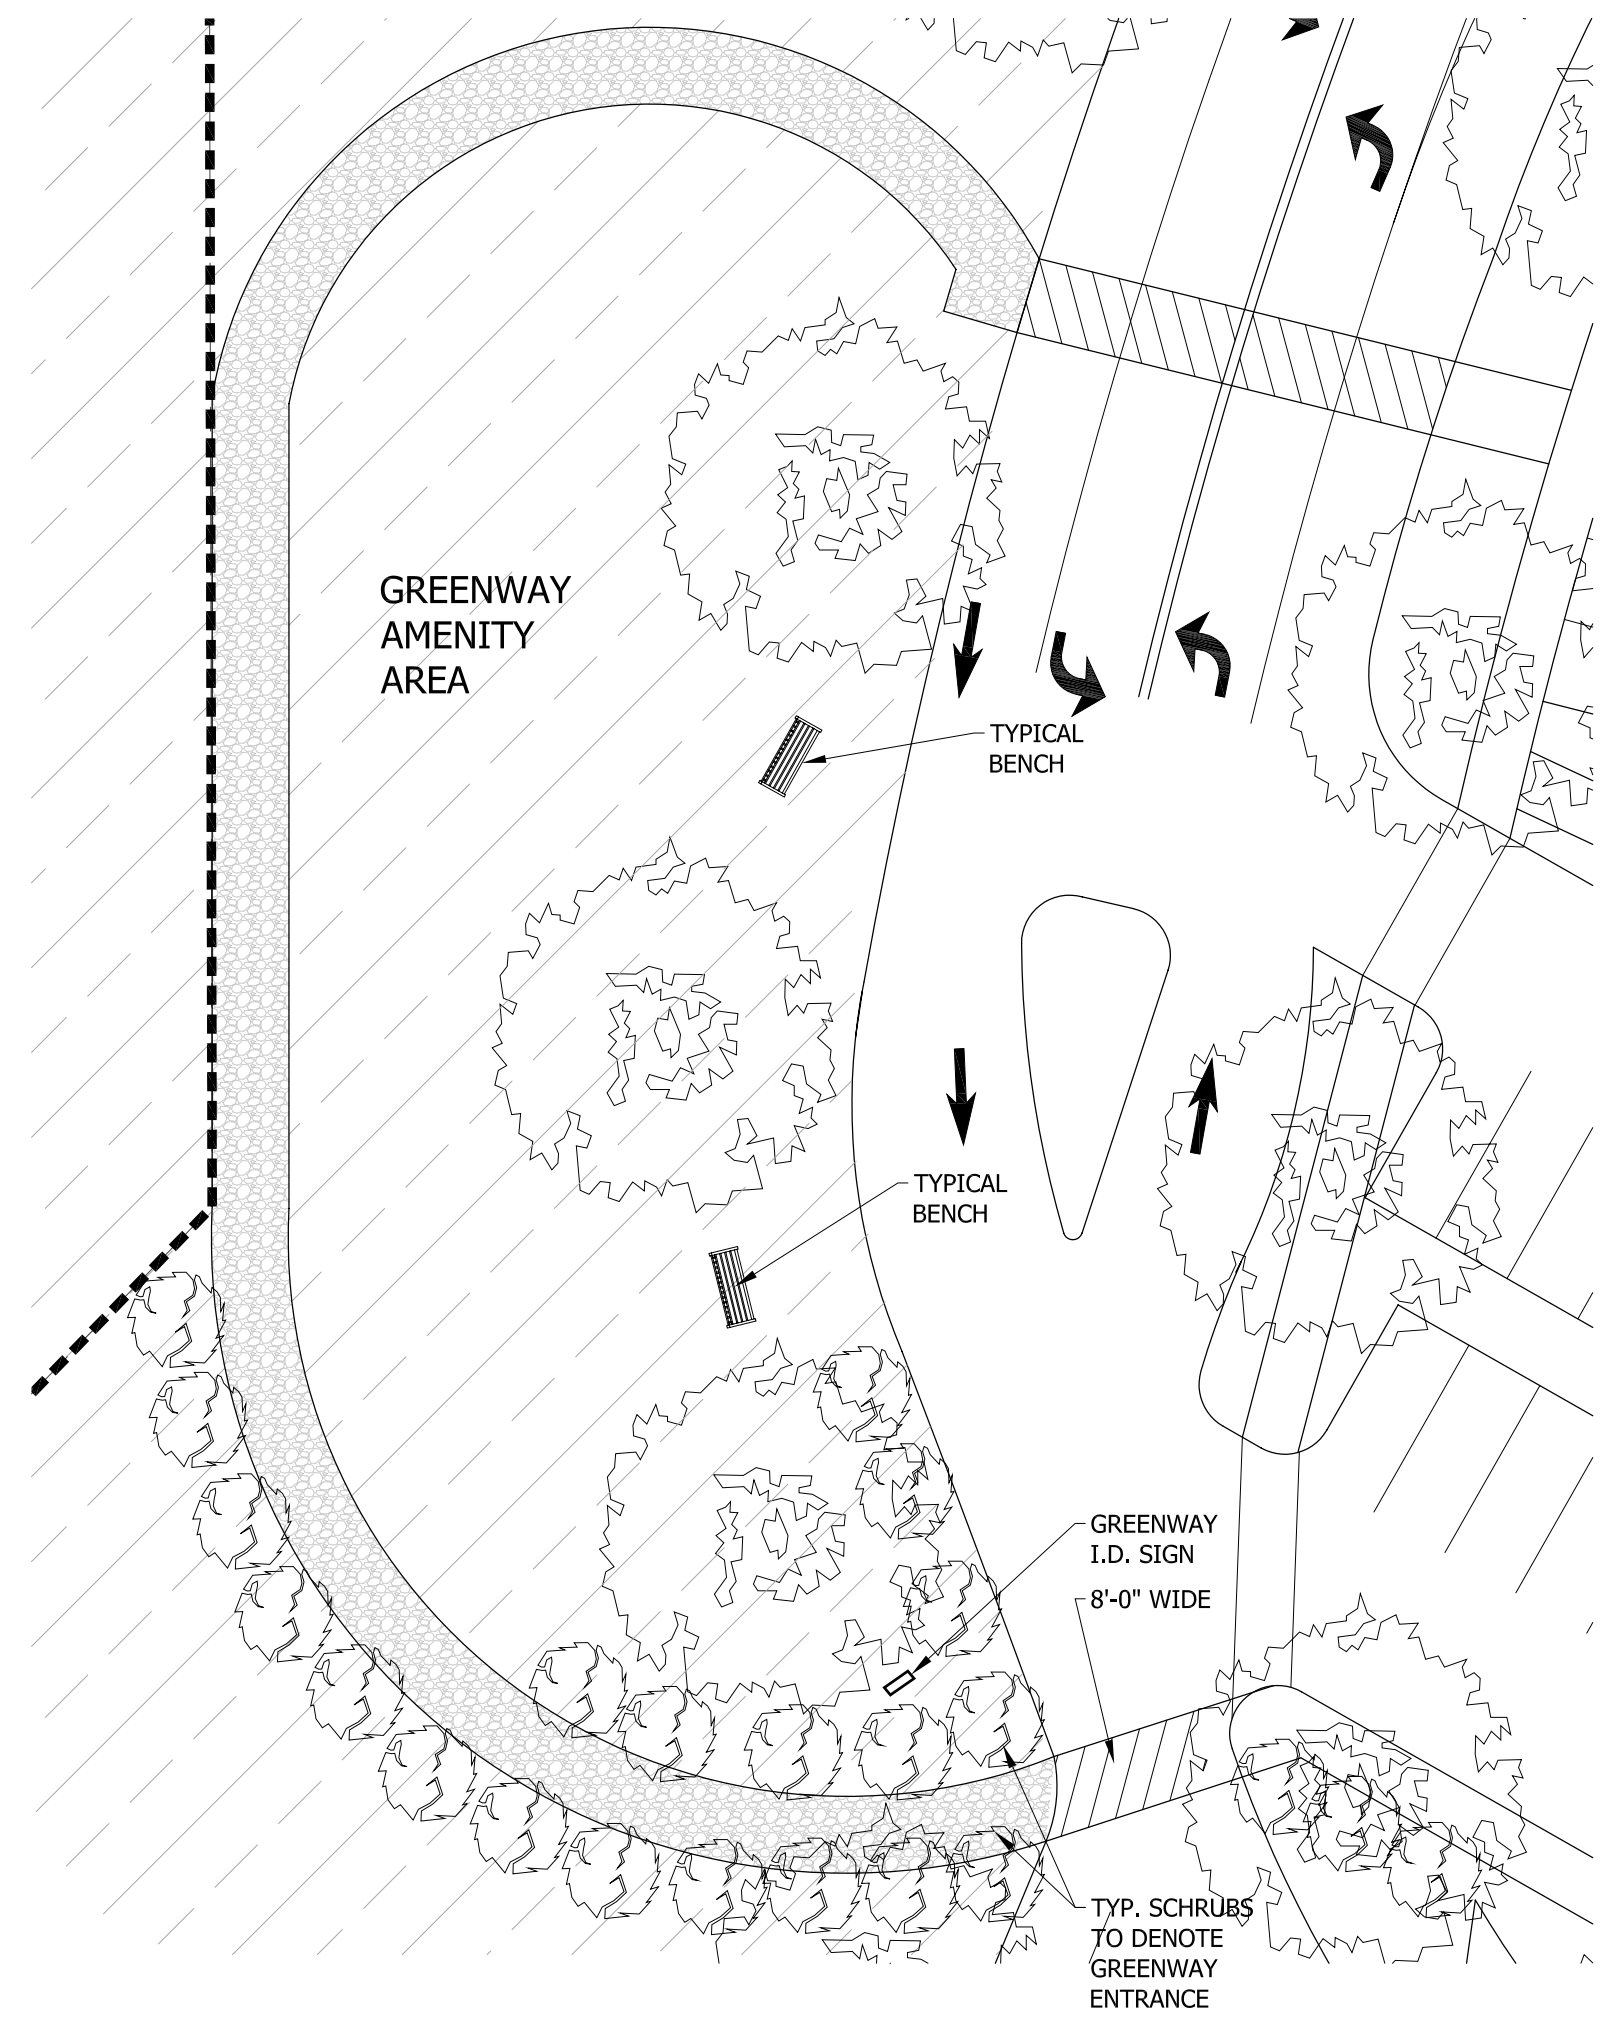 GREENWAY
AMENITY
AREA
TYPICAL
BENCH
TYPICAL
BENCH
GREENWAY
I.D. SIGN
8'-0" WIDE
TYP. SCHRUBS
TO DENOTE
GREENWAY
ENTRANCE